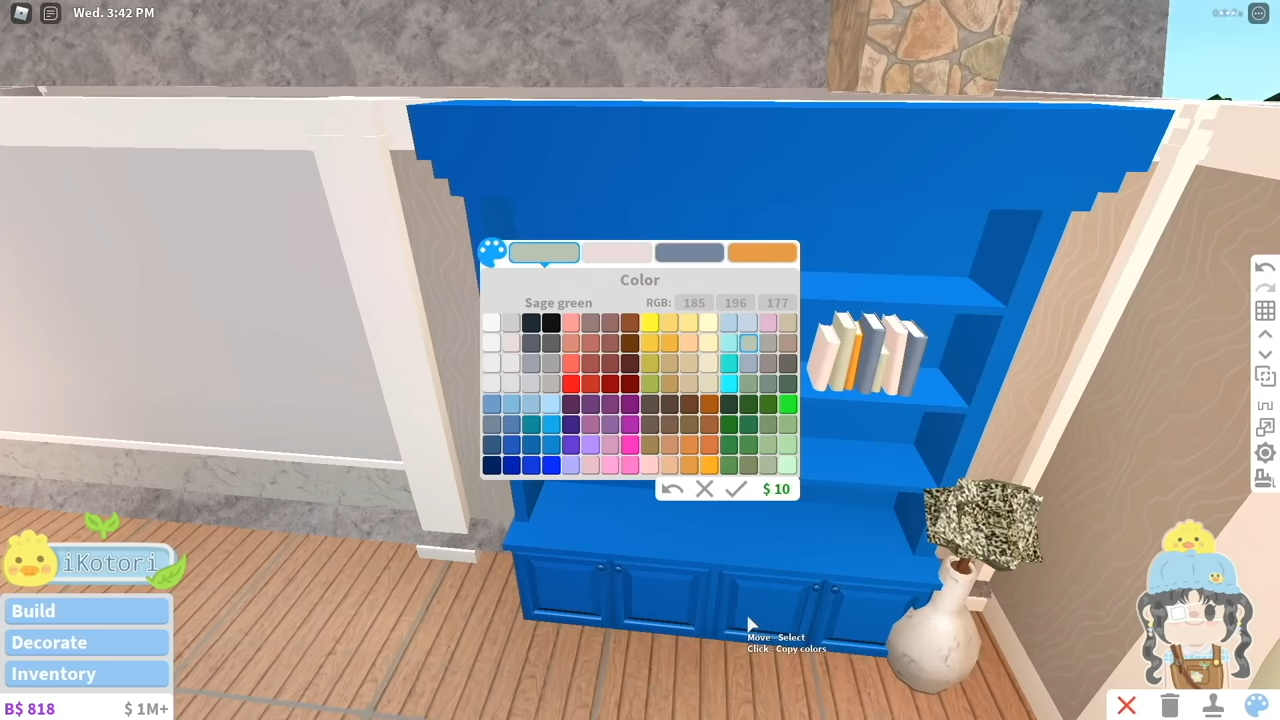 Wed. 3:42 PM
Color
Sage green
RGB: 185 196 177
$ 10
Move - Select
Click - Copy colors
iKotori
Build
Decorate
Inventory
B$ 818
$ 1M+